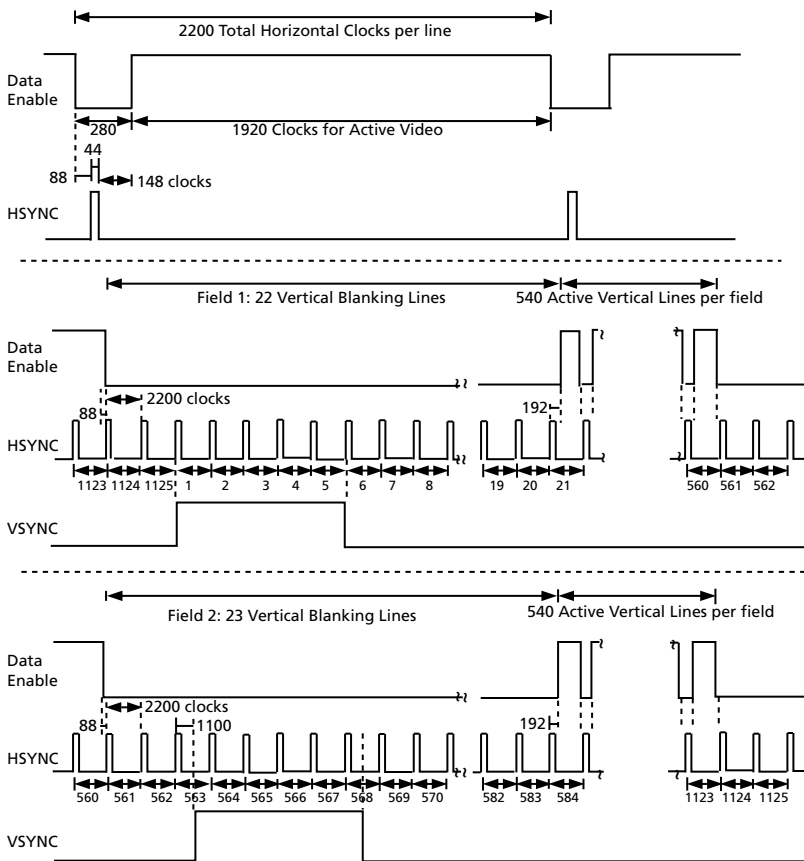 2200 Total Horizontal Clocks per line
Data
Enable
280
1920 Clocks for Active Video
44
88
148 clocks
HSYNC
Field 1: 22 Vertical Blanking Lines
540 Active Vertical Lines per field
Data
Enable
2200 clocks
88
192
HSYNC
1123 1124 1125 1 2 3 4 5 6 7 8 19 20 21 560 561 562
VSYNC
Field 2: 23 Vertical Blanking Lines
540 Active Vertical Lines per field
Data
Enable
2200 clocks
88
1100
192
HSYNC
560 561 562 563 564 565 566 567 568 569 570 582 583 584 1123 1124 1125
VSYNC